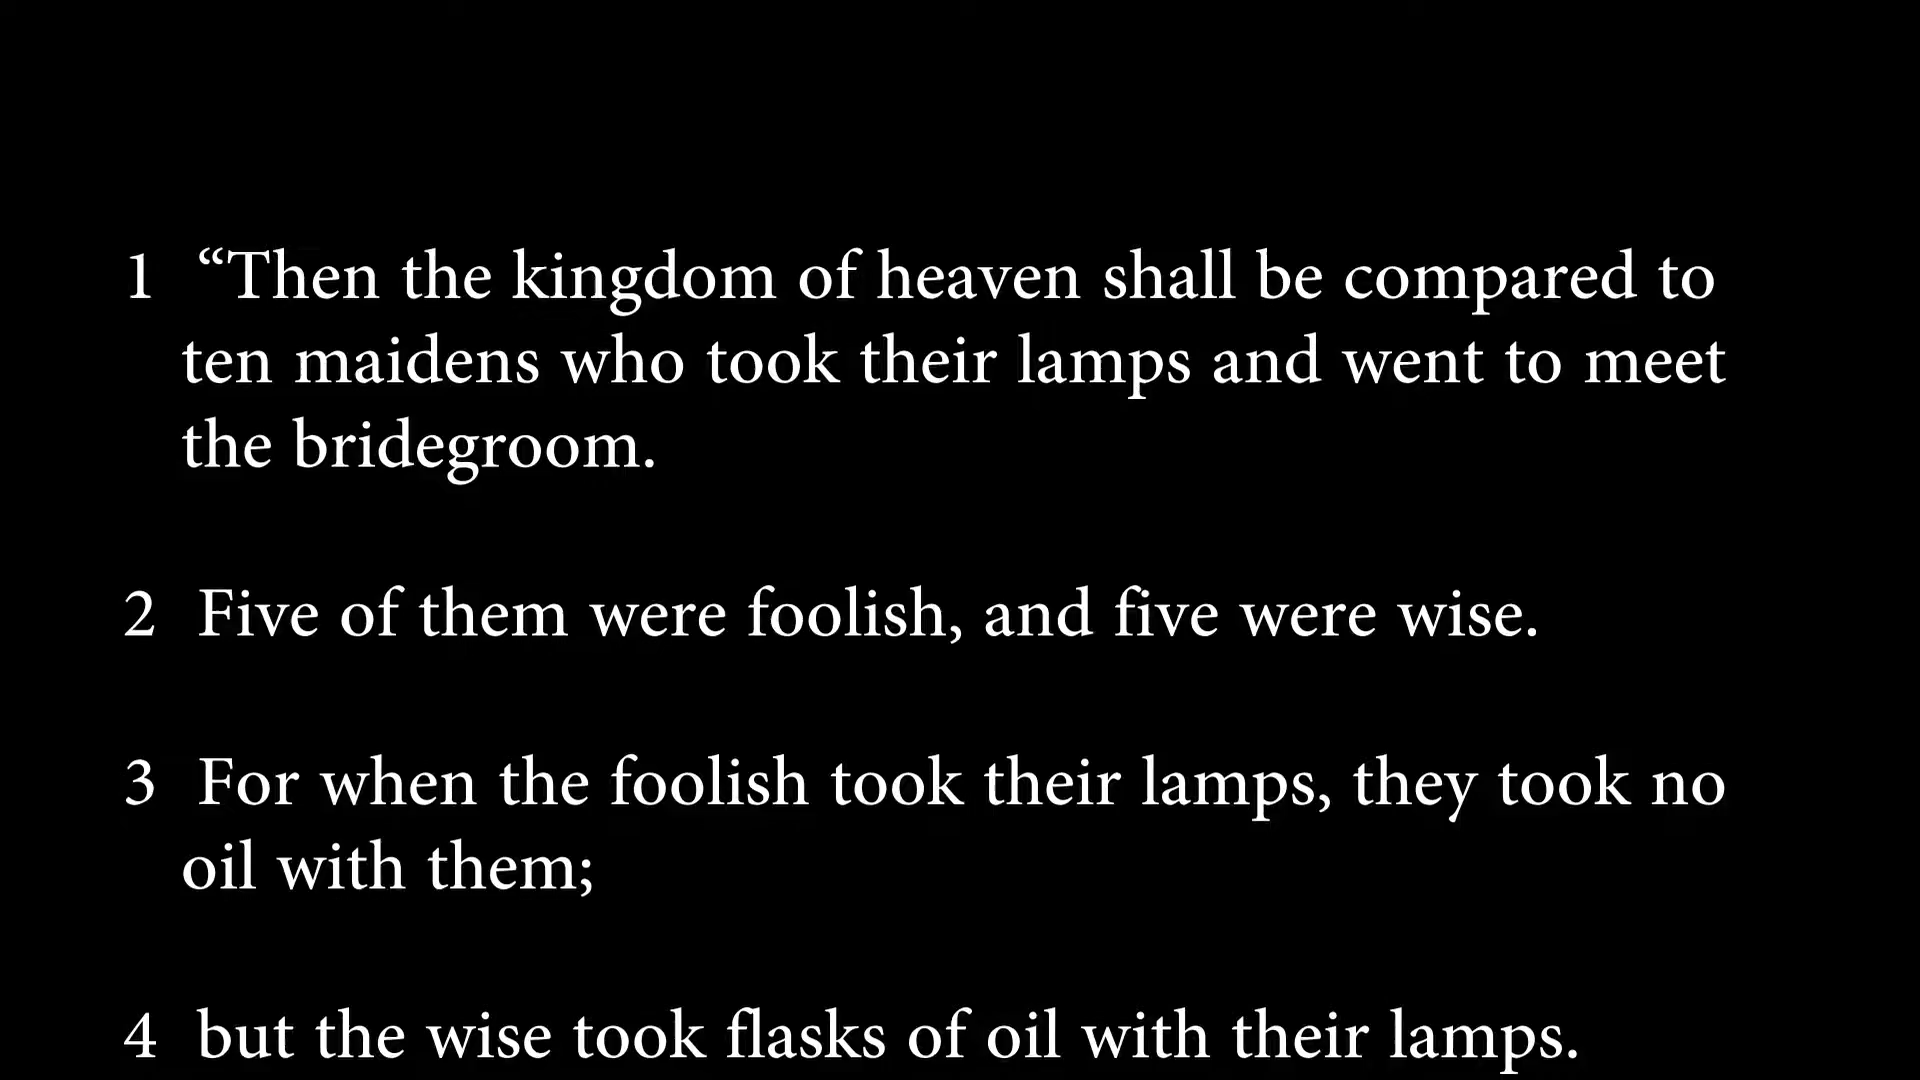 1 “Then the kingdom of heaven shall be compared to
ten maidens who took their lamps and went to meet
the bridegroom.
2 Five of them were foolish, and five were wise.
3 For when the foolish took their lamps, they took no
oil with them;
4 but the wise took flasks of oil with their lamps.